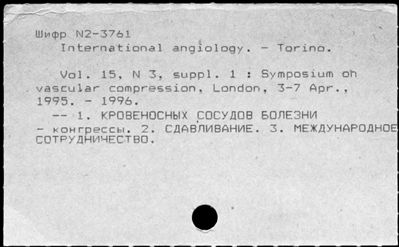 Шифр N2-3761
International angiology. - Torino.
Vol. 15, N 3, suppl. 1 : Symposium oh
vascular compression, London, 3-7 Apr.,
1995. - 1996.
-- 1. КРОВЕНОСНЫХ СОСУДОВ БОЛЕЗНИ
- конгрессы. 2. СДАВЛИВАНИЕ. 3. МЕЖДУНАРОДНОЕ
СОТРУДНИЧЕСТВО.